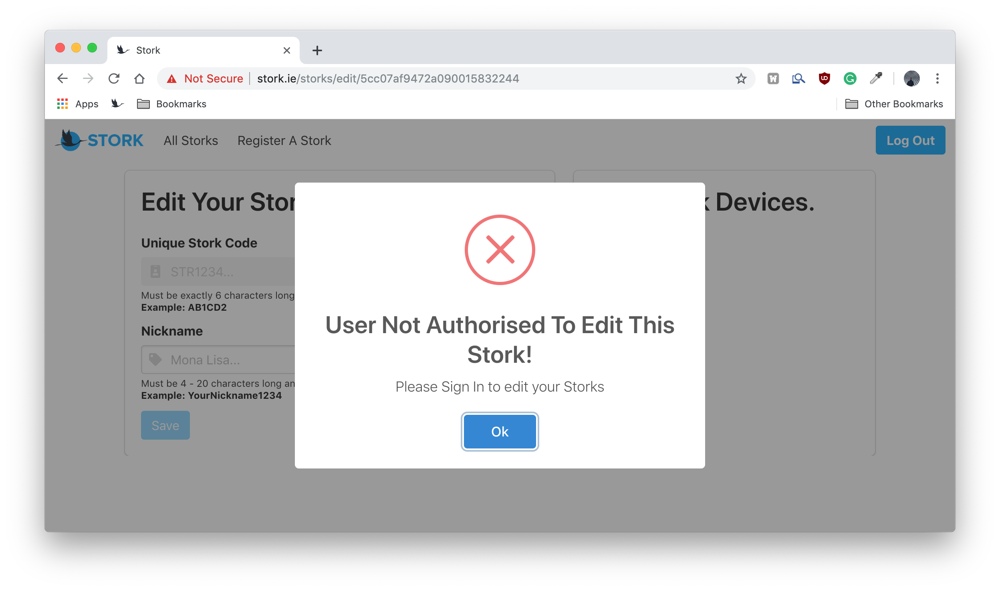 Stork
Not Secure stork.ie/storks/edit/5cc07af9472a090015832244
Apps Bookmarks Other Bookmarks
STORK All Storks Register A Stork Log Out
Edit Your Stor
k Devices.
Unique Stork Code
STR1234...
Must be exactly 6 characters long
Example: AB1CD2
Nickname
Mona Lisa...
Must be 4 - 20 characters long an
Example: YourNickname1234
Save
User Not Authorised To Edit This
Stork!
Please Sign In to edit your Storks
Ok